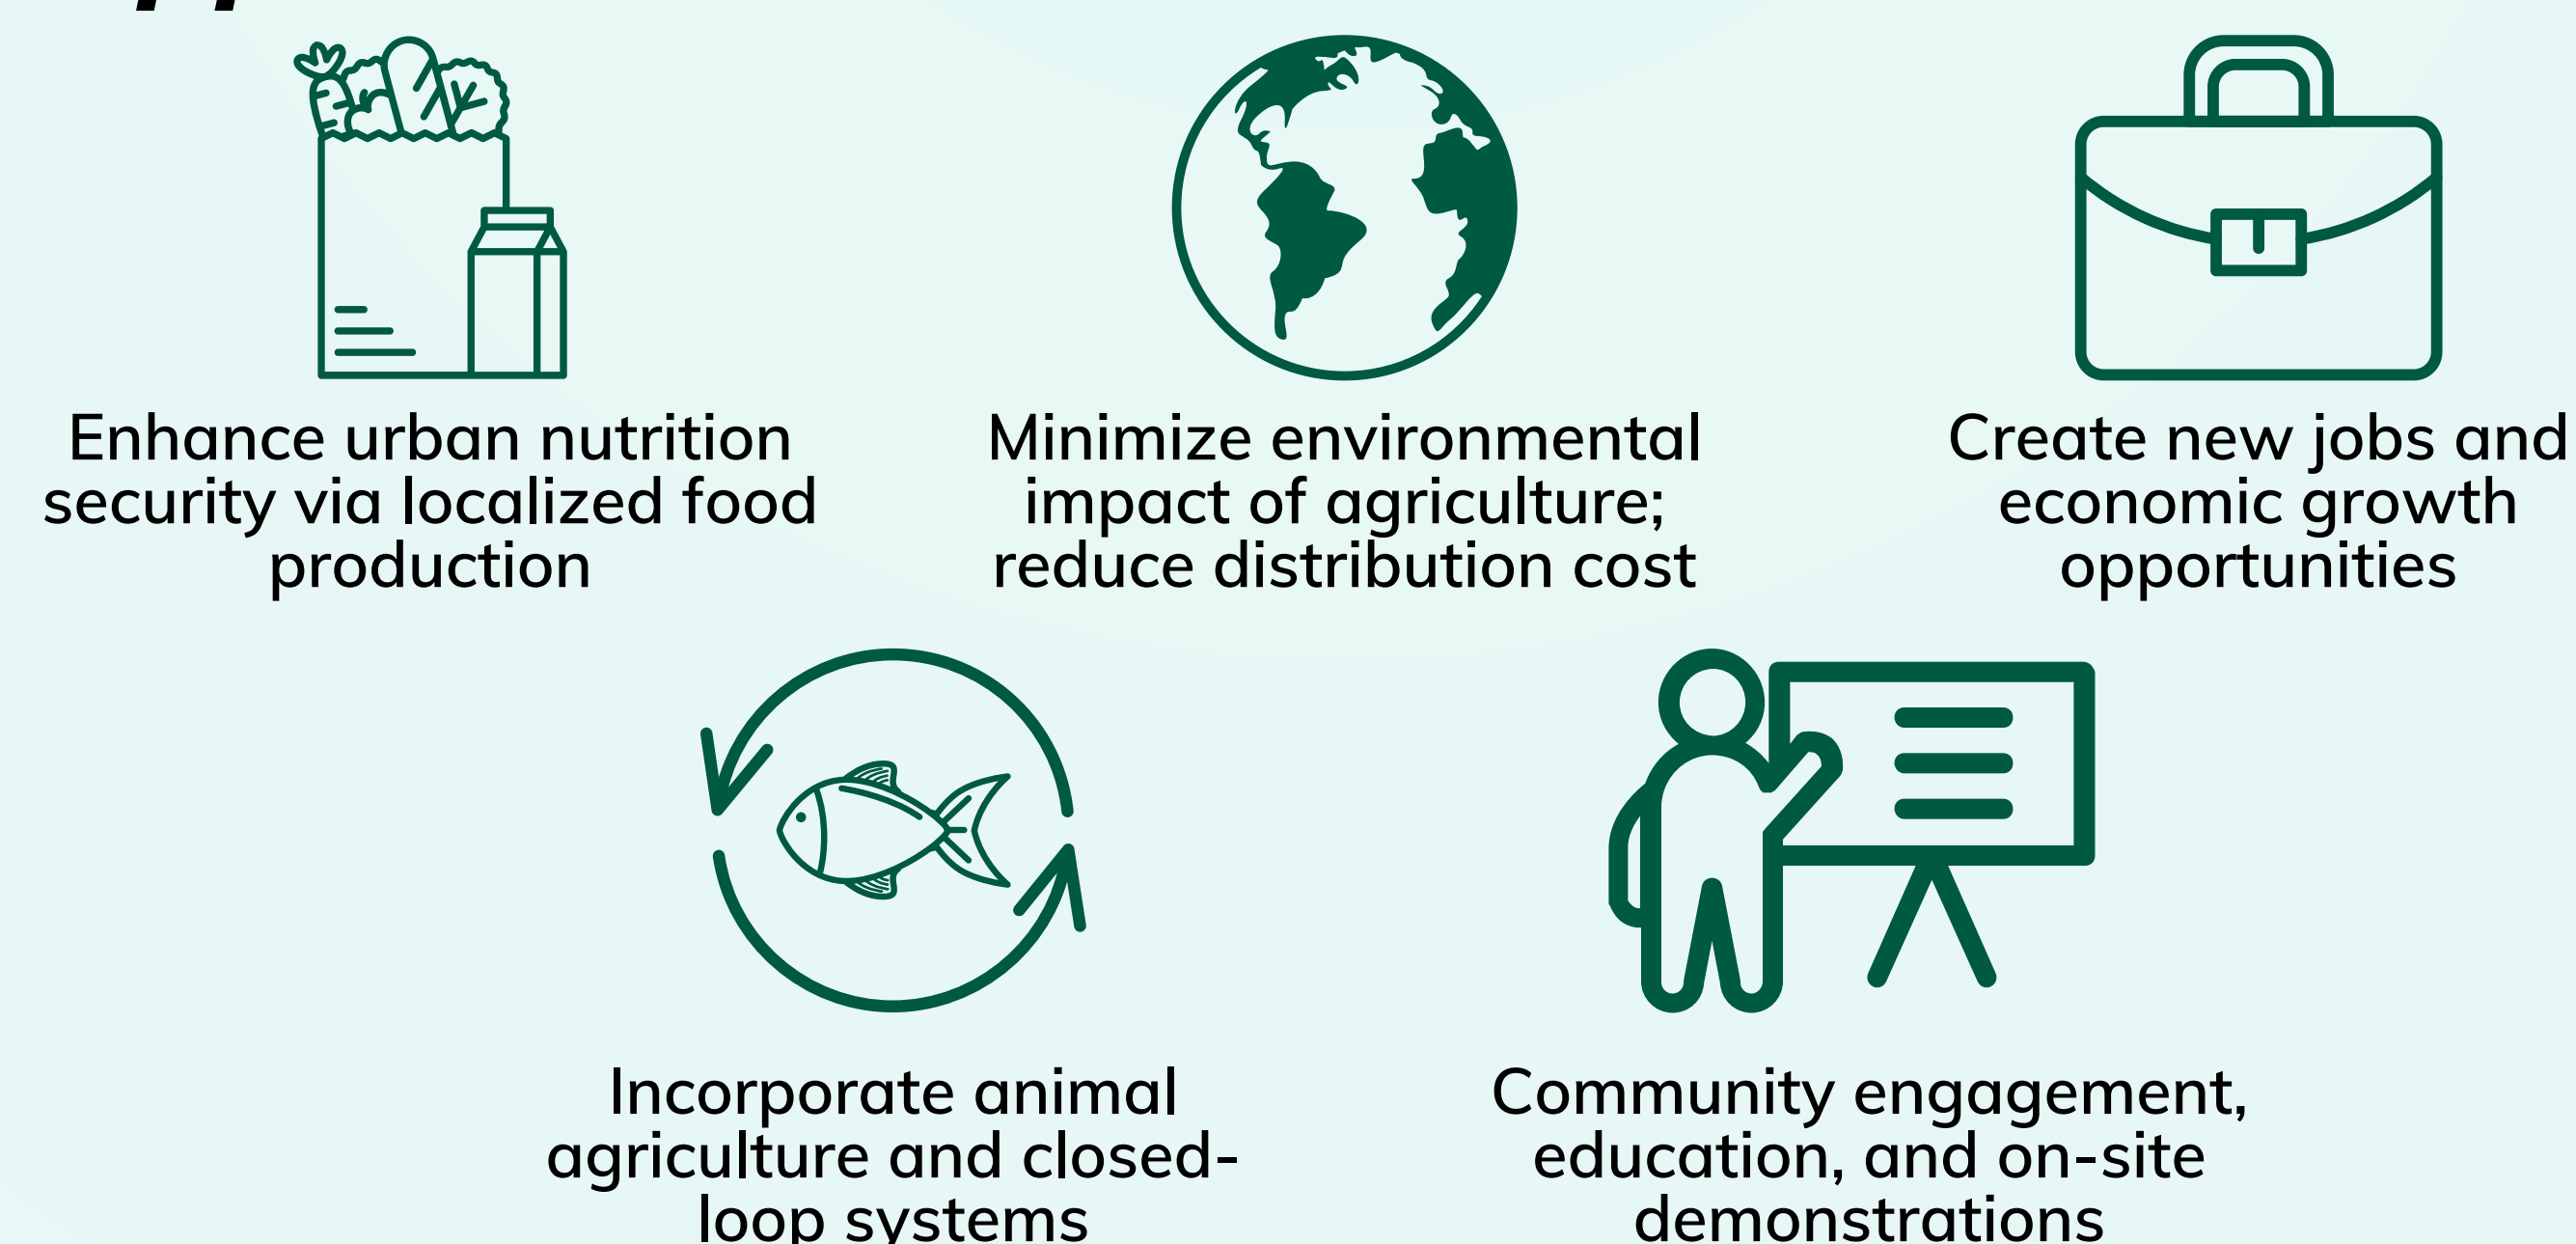 Enhance urban nutrition
security via localized food
production
Minimize environmental
impact of agriculture;
reduce distribution cost
Create new jobs and
economic growth
opportunities
Incorporate animal
agriculture and closed-
loop systems
Community engagement,
education, and on-site
demonstrations